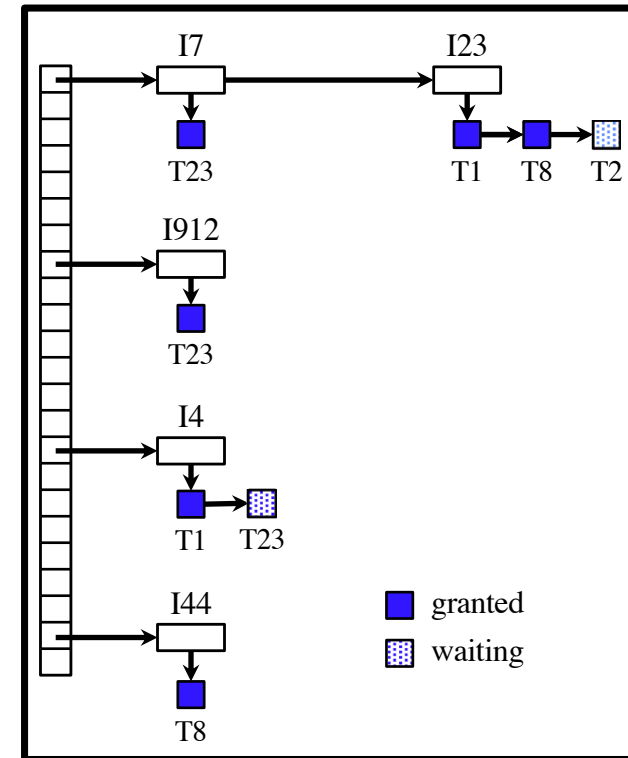 I7 I23
T23 T1 T8 T2
I912
T23
I4
T1 T23
granted
I44
waiting
T8